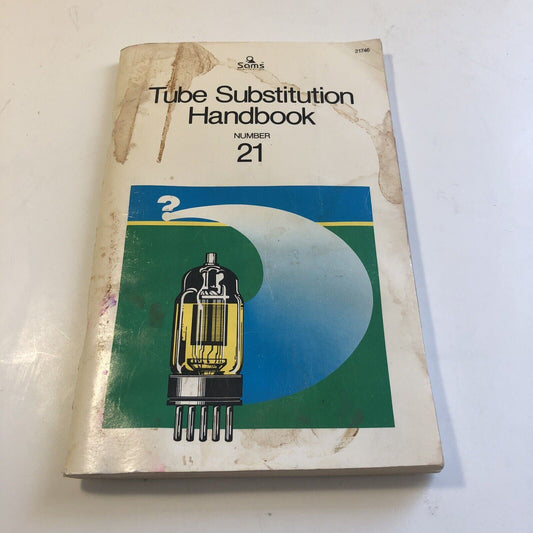 21746
Sams
Tube Substitution
Handbook
NUMBER
21
?